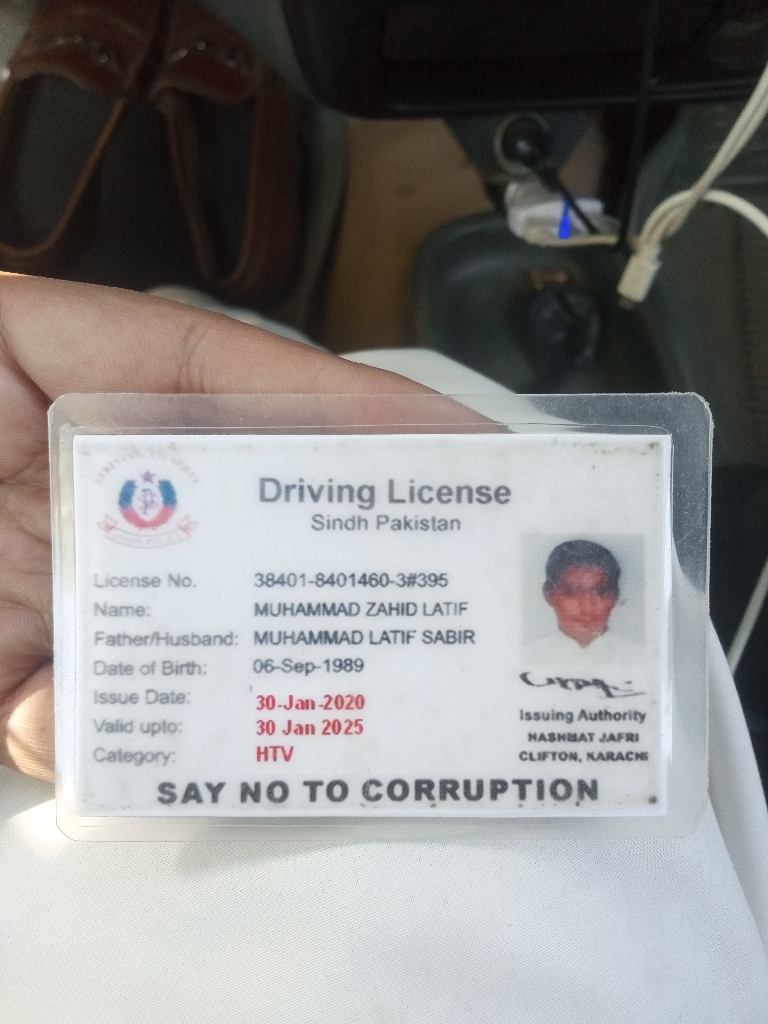 Driving License
Sindh Pakistan
License No. 38401-8401460-3#395
Name: MUHAMMAD ZAHID LATIF
Father/Husband: MUHAMMAD LATIF SABIR
Date of Birth: 06-Sep-1989
Issue Date: 30-Jan-2020
Valid upto: 30 Jan 2025
Category: HTV
Issuing Authority
HASHMAT JAFRI
CLIFTON, KARACHI
SAY NO TO CORRUPTION